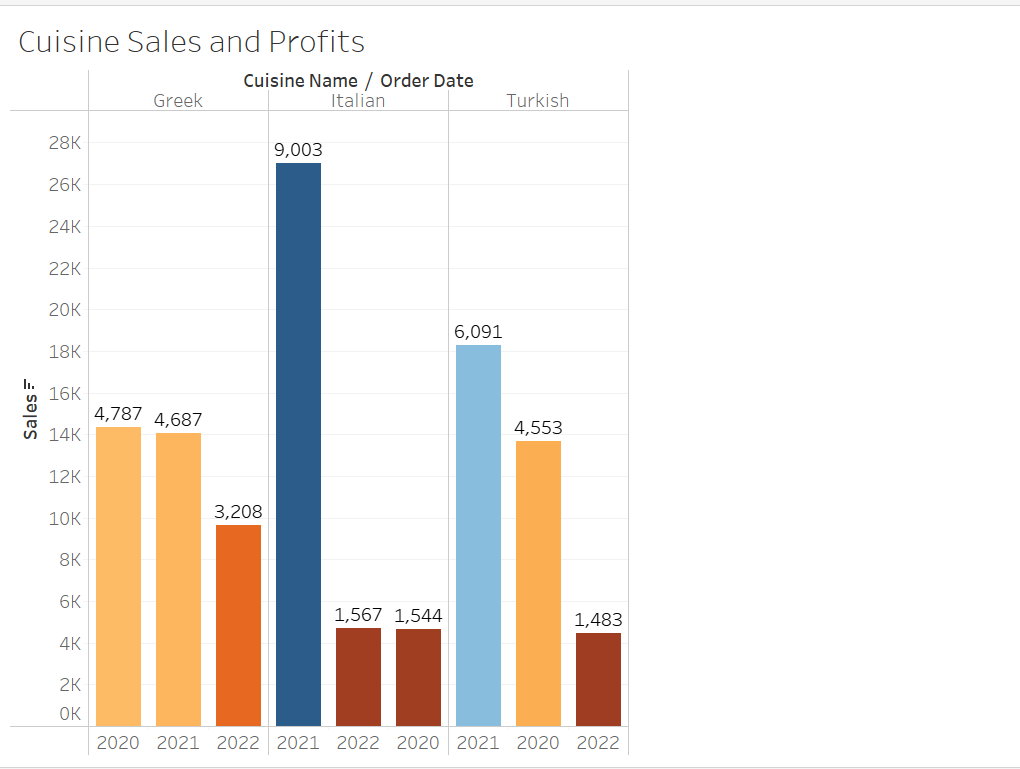 Cuisine Sales and Profits
Cuisine Name / Order Date
Greek Italian Turkish
28K
26K
24K
22K
20K
18K
16K
14K
12K
10K
8K
6K
4K
2K
0K
Sales
9,003
6,091
4,787 4,687 4,553
3,208
1,567 1,544 1,483
2020 2021 2022 2021 2022 2020 2021 2020 2022